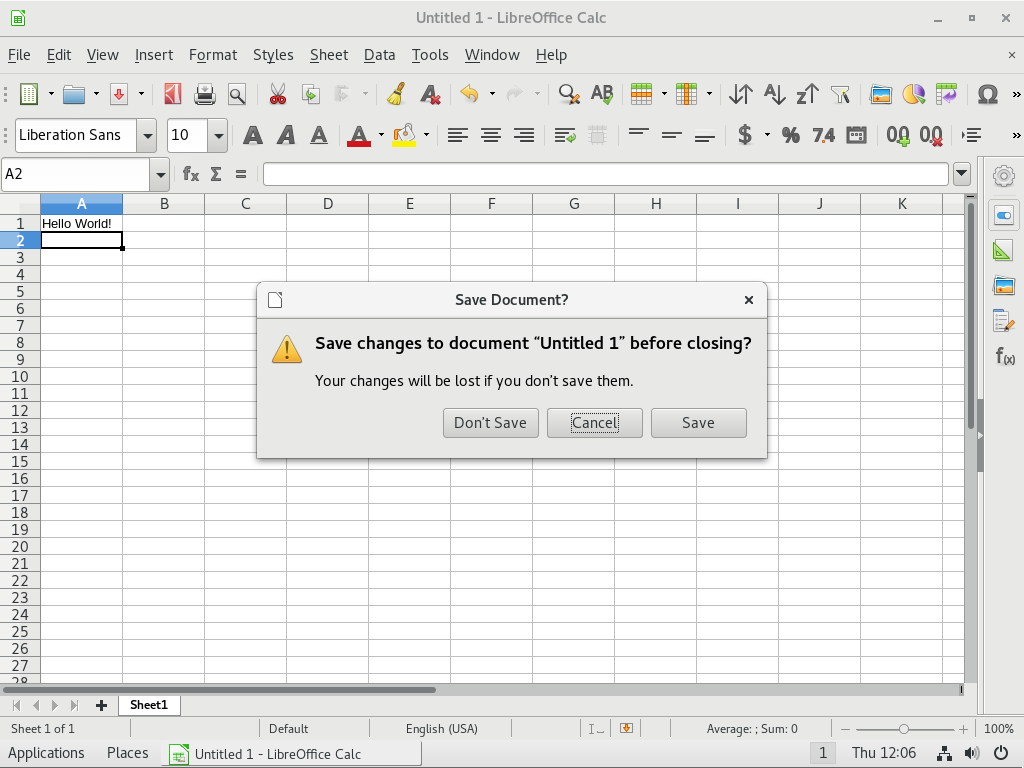 Untitled 1 - LibreOffice Calc
File Edit View Insert Format Styles Sheet Data Tools Window Help
Liberation Sans 10
A2
A B C D E F G H I J K
1 Hello World!
2
3
4
5
6
7
8
9
10
11
12
13
14
15
16
17
18
19
20
21
22
23
24
25
26
27
28
Save Document?
Save changes to document “Untitled 1” before closing?
Your changes will be lost if you don’t save them.
Don’t Save Cancel Save
Sheet1
Sheet 1 of 1 Default English (USA) Average: ; Sum: 0 100%
Applications Places Untitled 1 - LibreOffice Calc 1 Thu 12:06